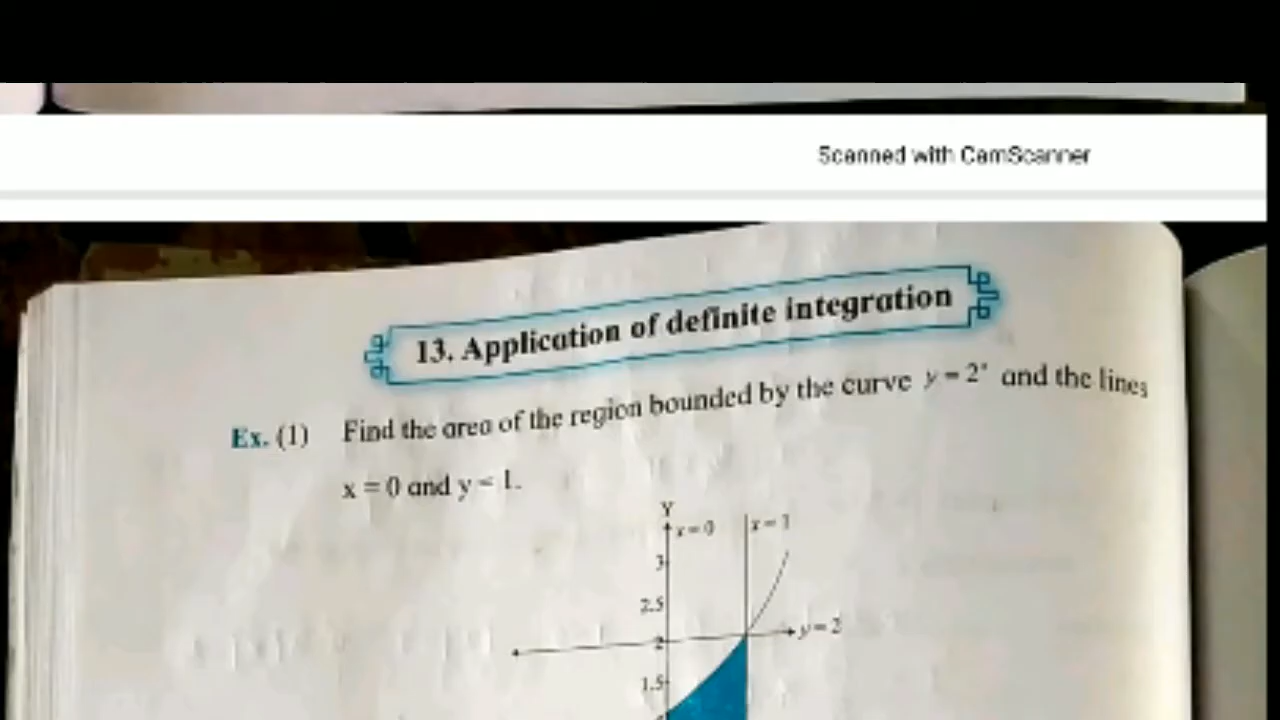 Scanned with CamScanner
13. Application of definite integration
Ex. (1) Find the area of the region bounded by the curve y = 2ˣ and the lines
x = 0 and y = 1.
Y
x = 0
x = 1
3
2.5
y = 2
2
1.5